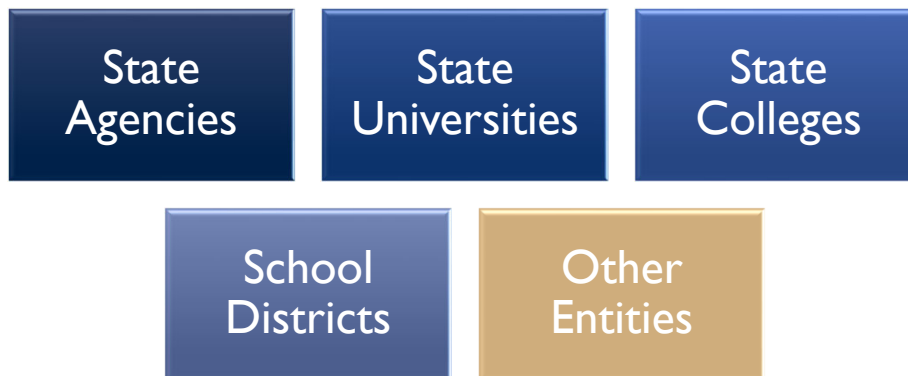 State
Agencies
State
Universities
State
Colleges
School
Districts
Other
Entities